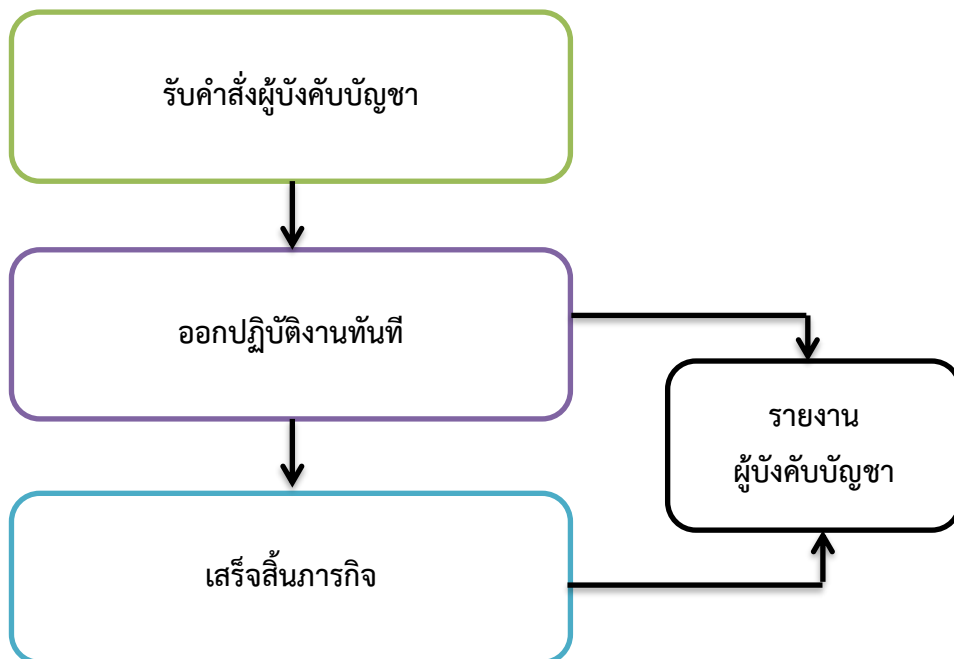 รับคำสั่งผู้บังคับบัญชา
ออกปฏิบัติงานทันที
รายงาน
ผู้บังคับบัญชา
เสร็จสิ้นภารกิจ